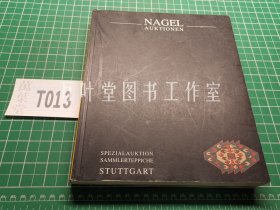 NAGEL
AUKTIONEN
T013
叶堂图书工作室
SPEZIALAUKTION
SAMMLERTEPPICHE
STUTTGART